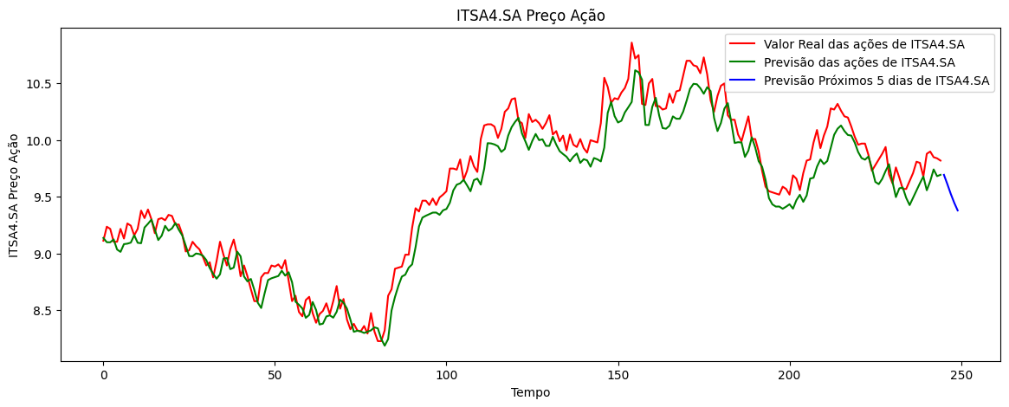 ITSA4.SA Preço Ação
Valor Real das ações de ITSA4.SA
Previsão das ações de ITSA4.SA
Previsão Próximos 5 dias de ITSA4.SA
ITSA4.SA Preço Ação
10.5
10.0
9.5
9.0
8.5
0
50
100
150
200
250
Tempo